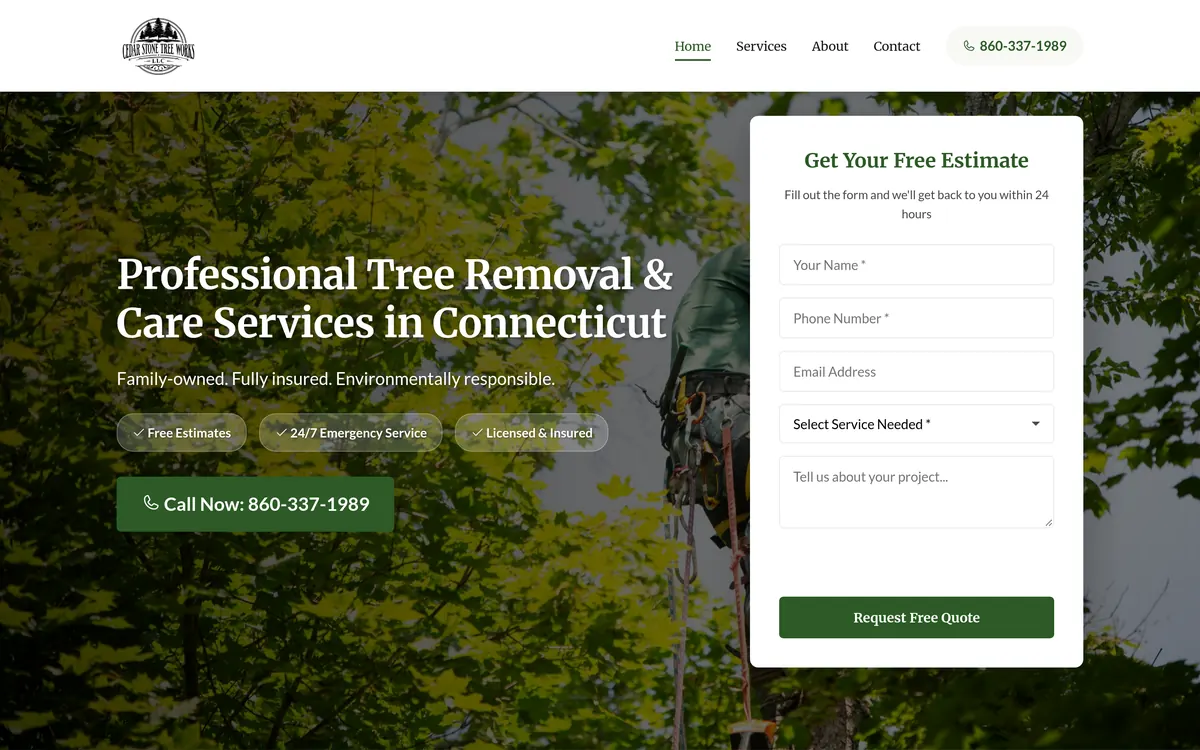 CEDAR STONE TREE WORKS
LLC
Home
Services
About
Contact
860-337-1989
Professional Tree Removal &
Care Services in Connecticut
Family-owned. Fully insured. Environmentally responsible.
Free Estimates
24/7 Emergency Service
Licensed & Insured
Call Now: 860-337-1989
Get Your Free Estimate
Fill out the form and we'll get back to you within 24
hours
Your Name *
Phone Number *
Email Address
Select Service Needed *
Tell us about your project...
Request Free Quote